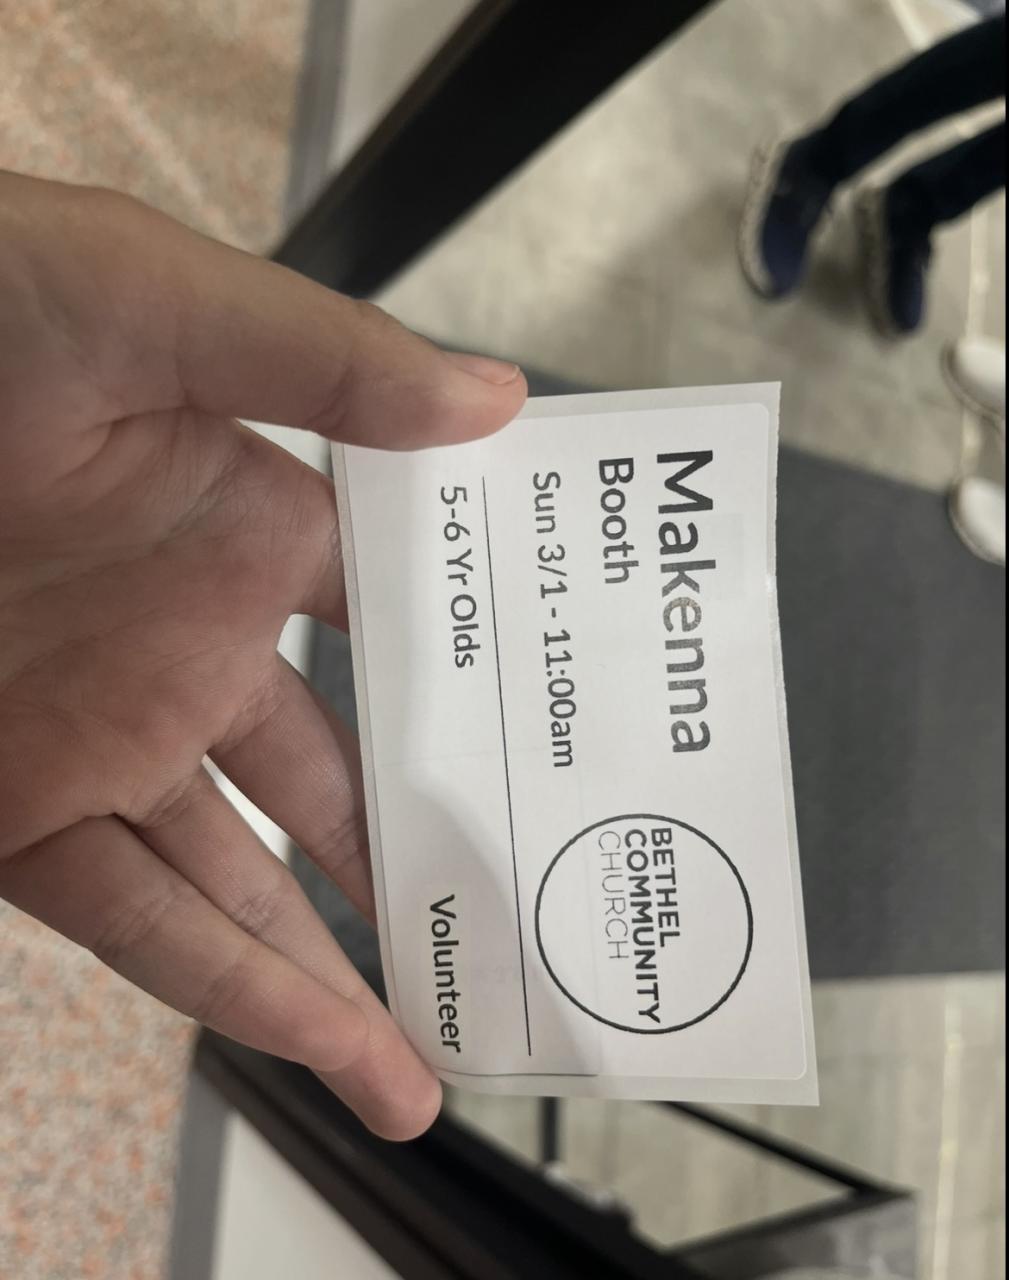 Makenna
Booth
Sun 3/1 - 11:00am
BETHEL
COMMUNITY
CHURCH
5-6 Yr Olds
Volunteer